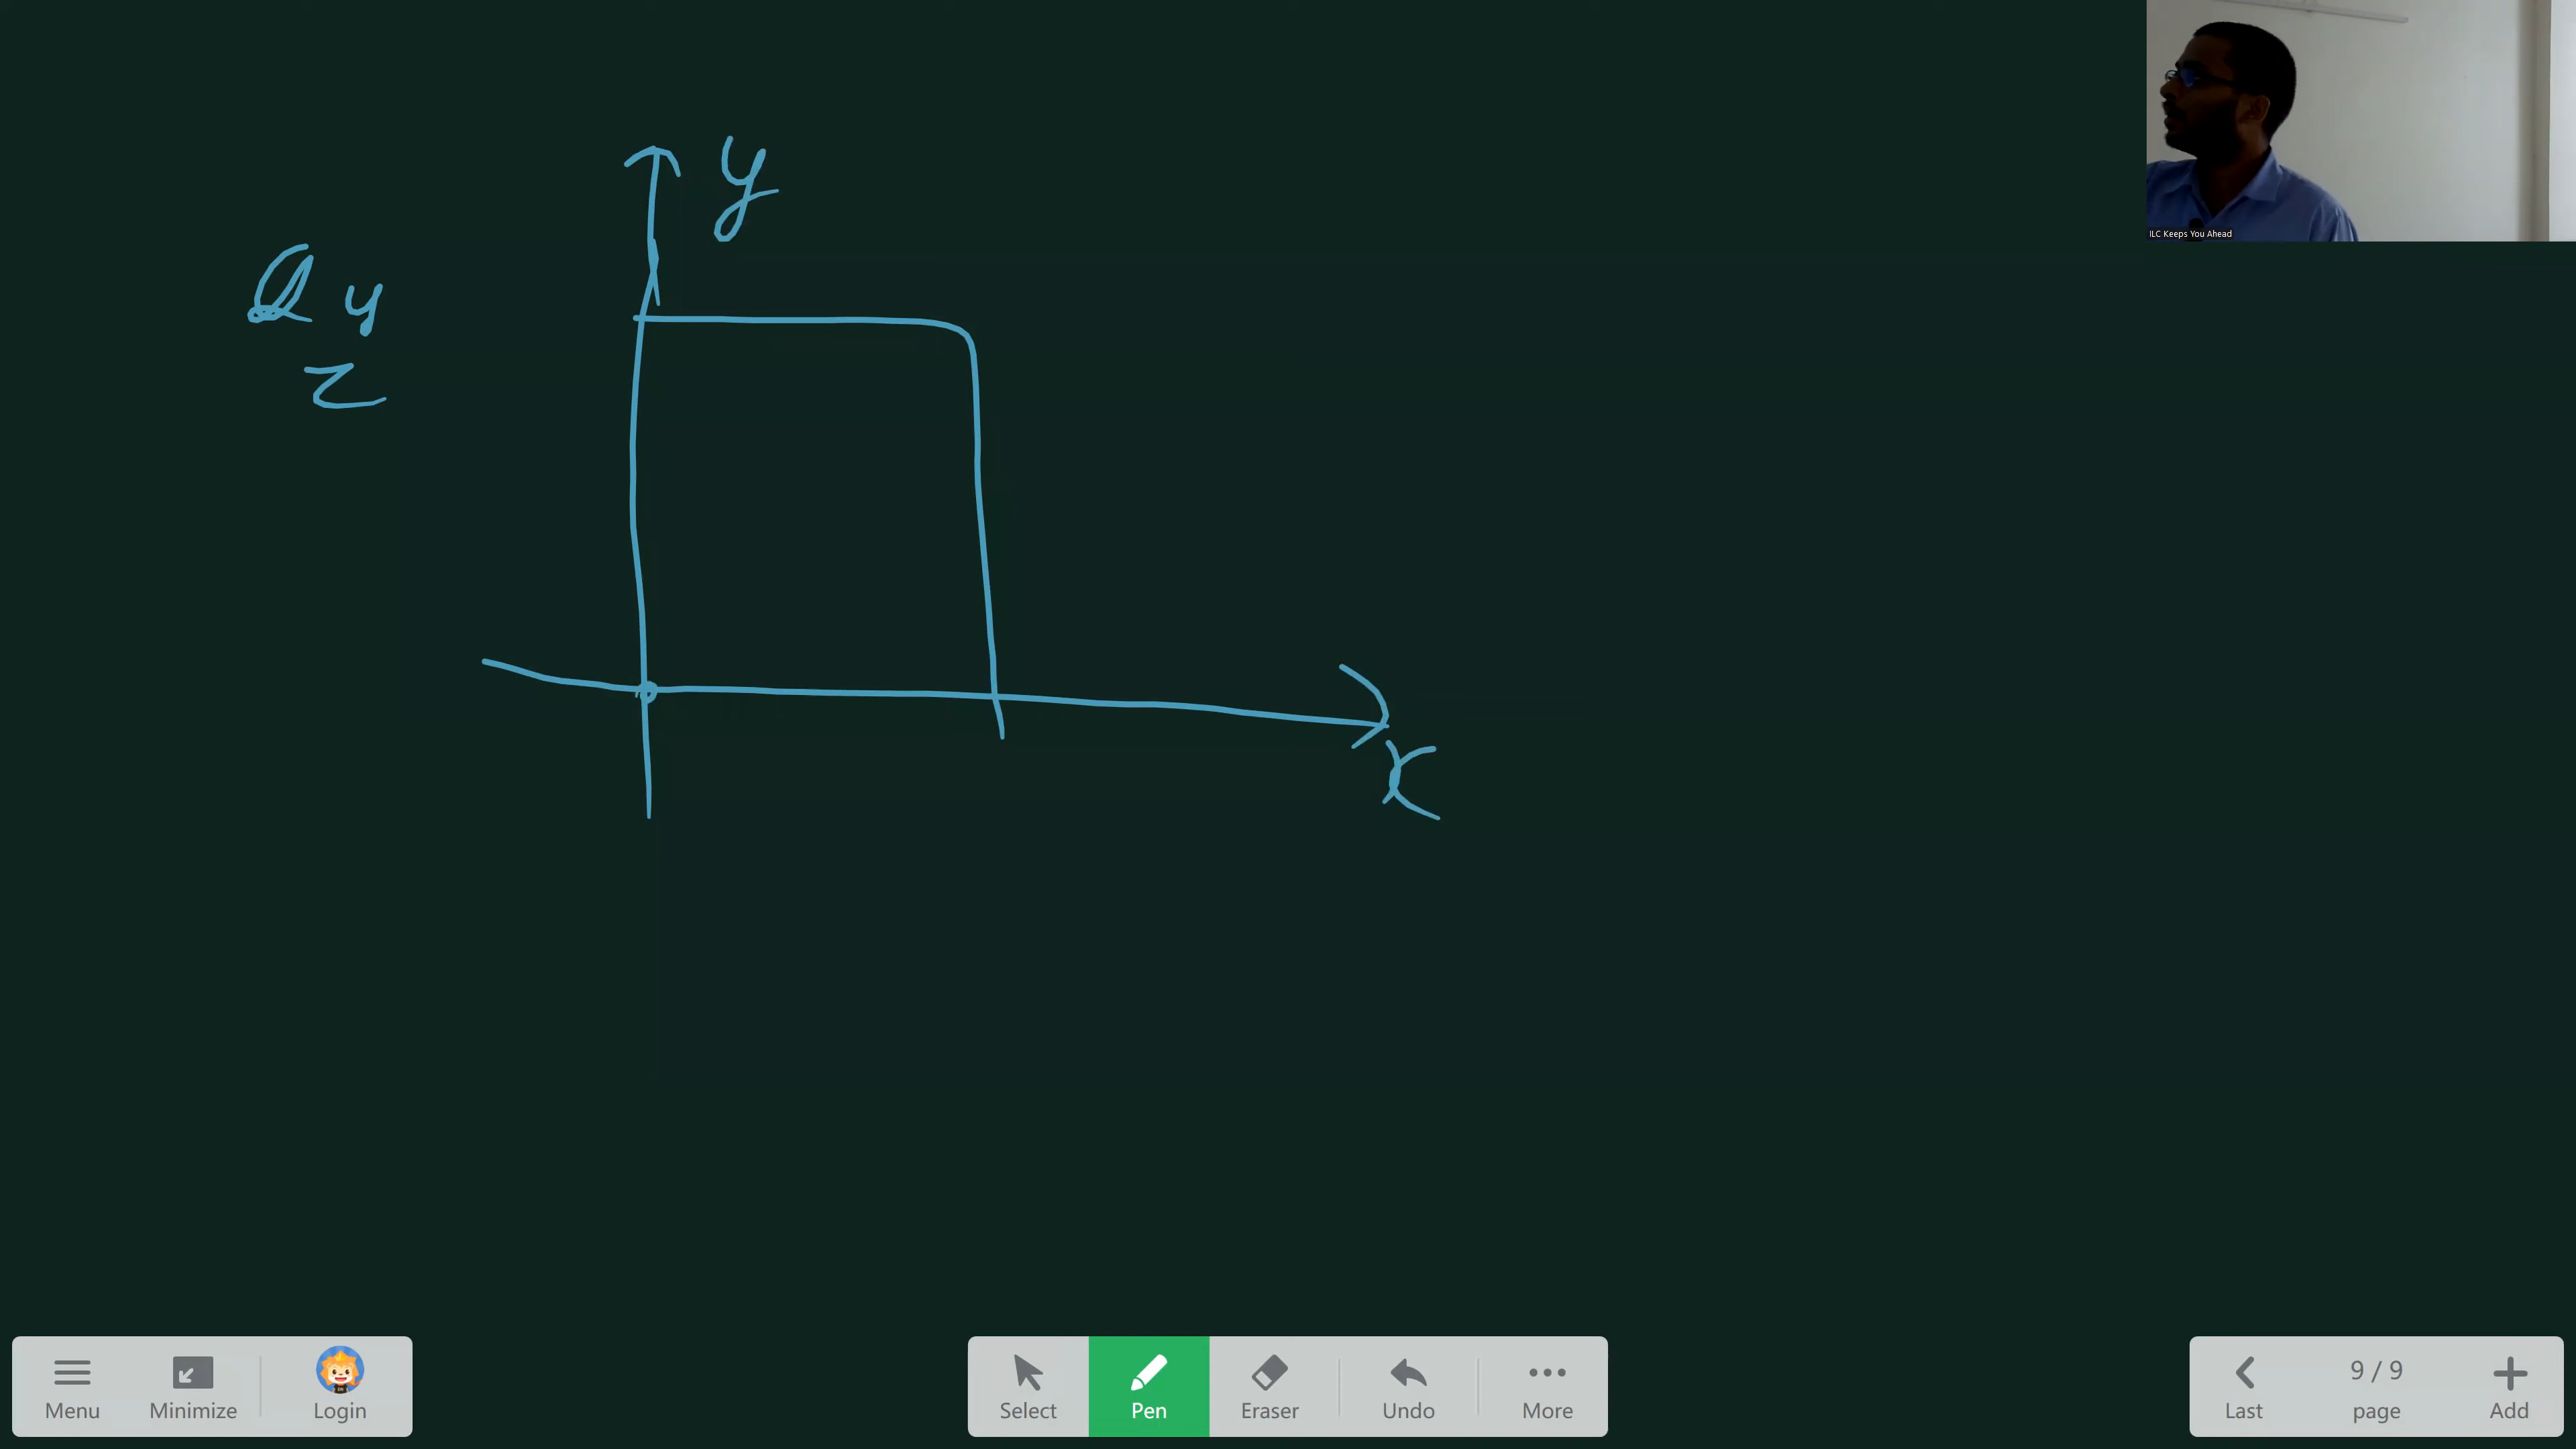 y
Q y
z
x
ILC Keeps You Ahead
Menu Minimize Login
Select Pen Eraser Undo More
Last 9 / 9 page Add